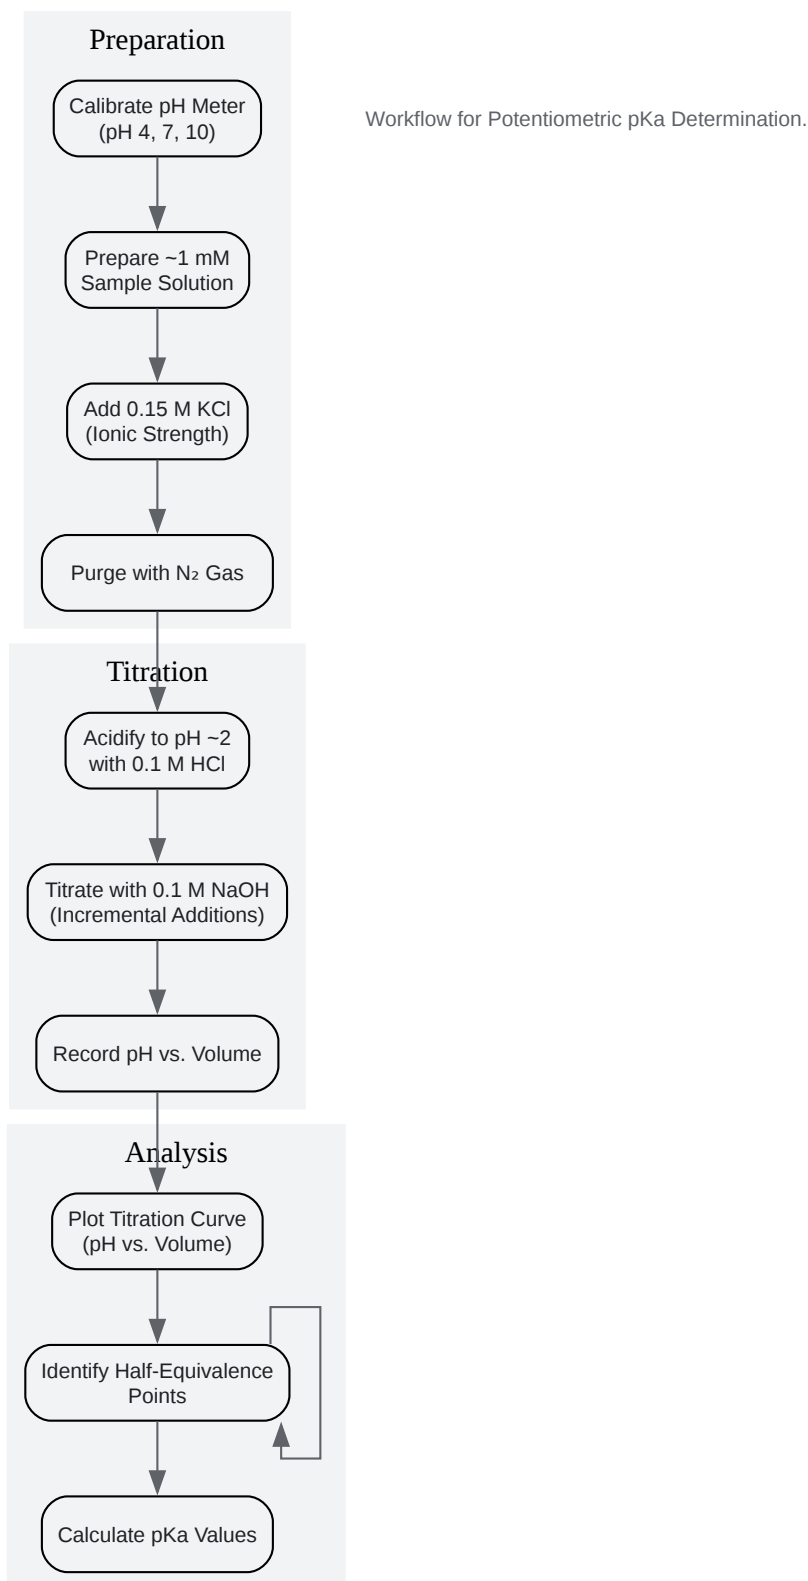 Preparation
Calibrate pH Meter
(pH 4, 7, 10)
Workflow for Potentiometric pKa Determination.
Prepare ~1 mM
Sample Solution
Add 0.15 M KCl
(Ionic Strength)
Purge with N₂ Gas
Titration
Acidify to pH ~2
with 0.1 M HCl
Titrate with 0.1 M NaOH
(Incremental Additions)
Record pH vs. Volume
Analysis
Plot Titration Curve
(pH vs. Volume)
Identify Half-Equivalence
Points
Calculate pKa Values